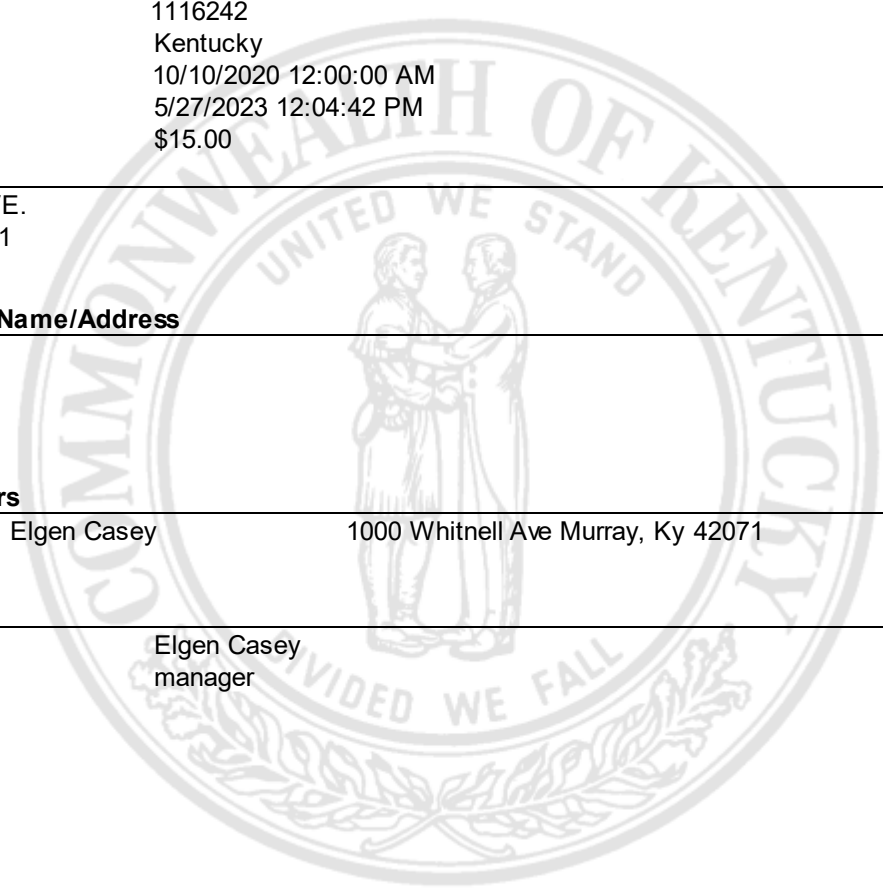 1116242
Kentucky
10/10/2020 12:00:00 AM
5/27/2023 12:04:42 PM
$15.00
E.
1
Name/Address
rs
Elgen Casey 1000 Whitnell Ave Murray, Ky 42071
Elgen Casey
manager
COMMONWEALTH OF KENTUCKY
UNITED WE STAND
DIVIDED WE FALL